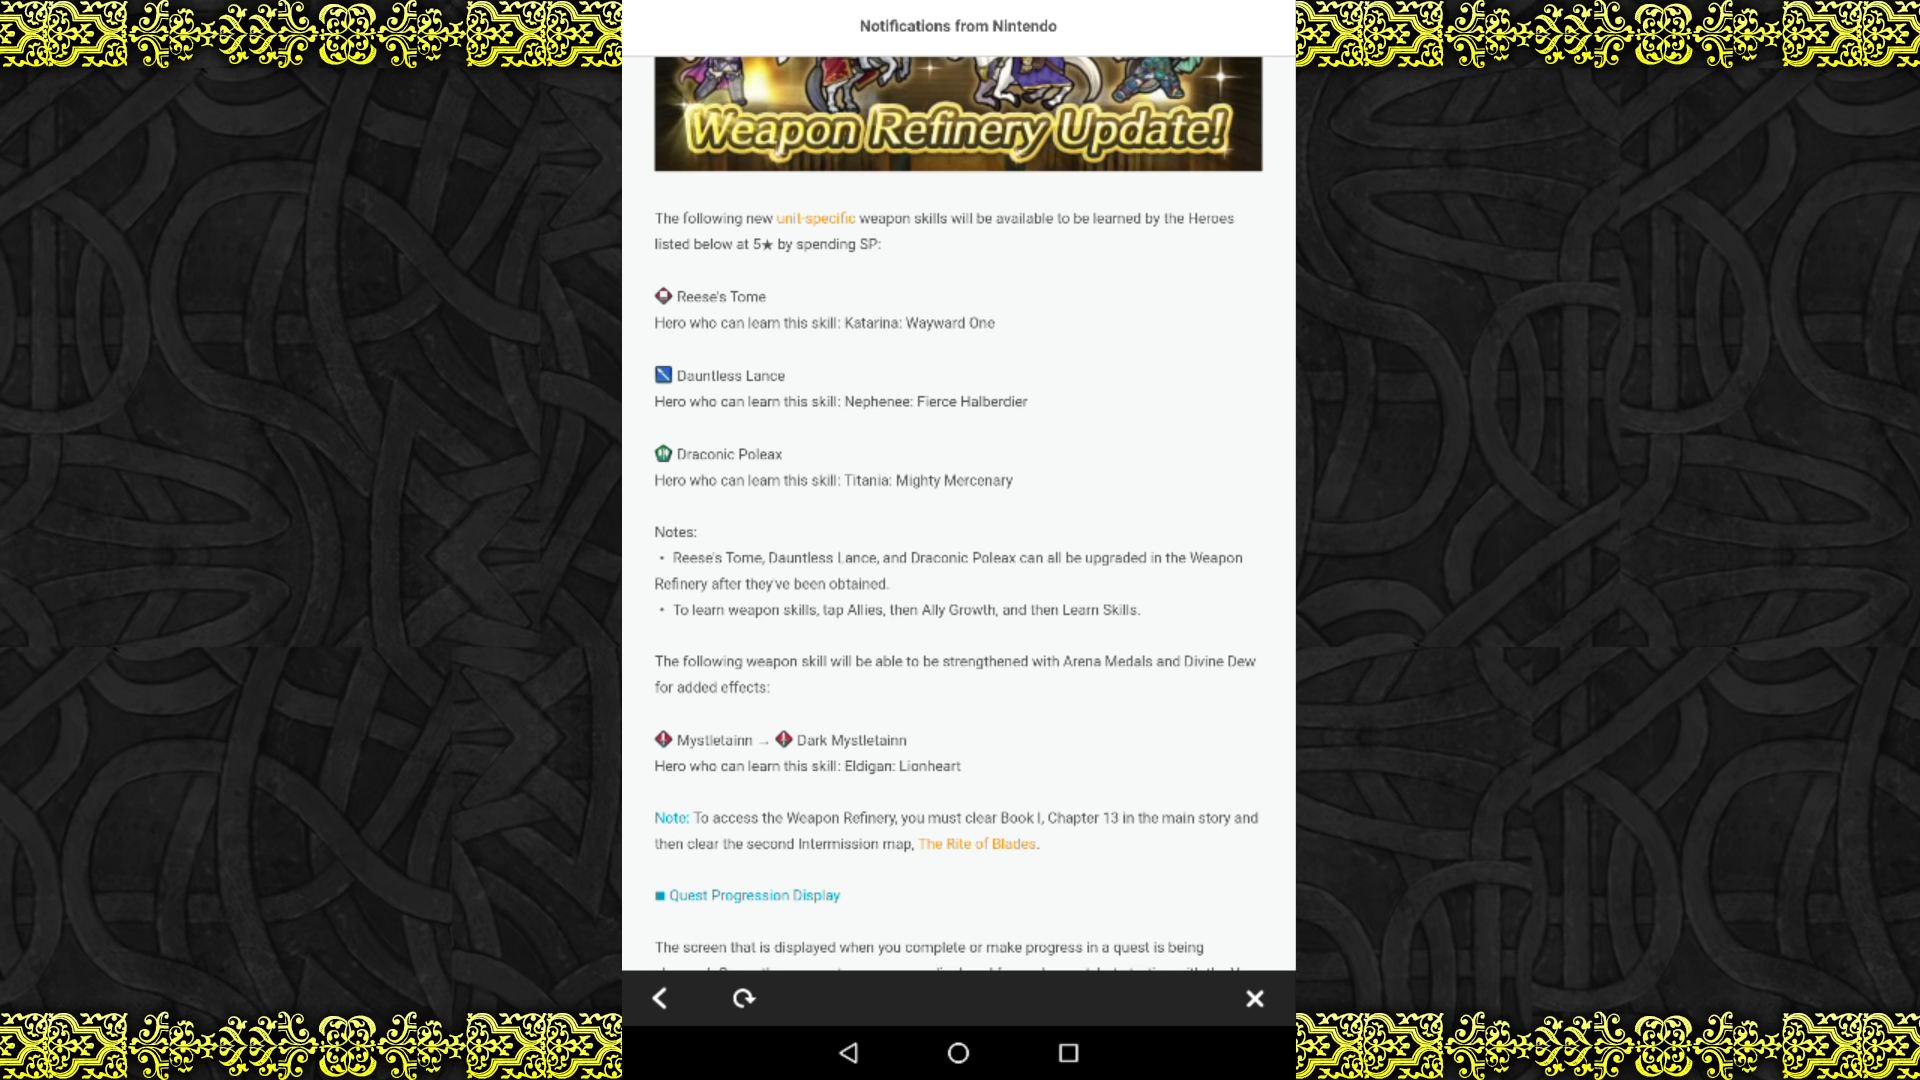 Notifications from Nintendo
Weapon Refinery Update!
The following new unit-specific weapon skills will be available to be learned by the Heroes
listed below at 5★ by spending SP:
Reese's Tome
Hero who can learn this skill: Katarina: Wayward One
Dauntless Lance
Hero who can learn this skill: Nephenee: Fierce Halberdier
Draconic Poleax
Hero who can learn this skill: Titania: Mighty Mercenary
Notes:
・ Reese's Tome, Dauntless Lance, and Draconic Poleax can all be upgraded in the Weapon
Refinery after they've been obtained.
・ To learn weapon skills, tap Allies, then Ally Growth, and then Learn Skills.
The following weapon skill will be able to be strengthened with Arena Medals and Divine Dew
for added effects:
Mystletainn → Dark Mystletainn
Hero who can learn this skill: Eldigan: Lionheart
Note: To access the Weapon Refinery, you must clear Book I, Chapter 13 in the main story and
then clear the second Intermission map, The Rite of Blades.
■ Quest Progression Display
The screen that is displayed when you complete or make progress in a quest is being